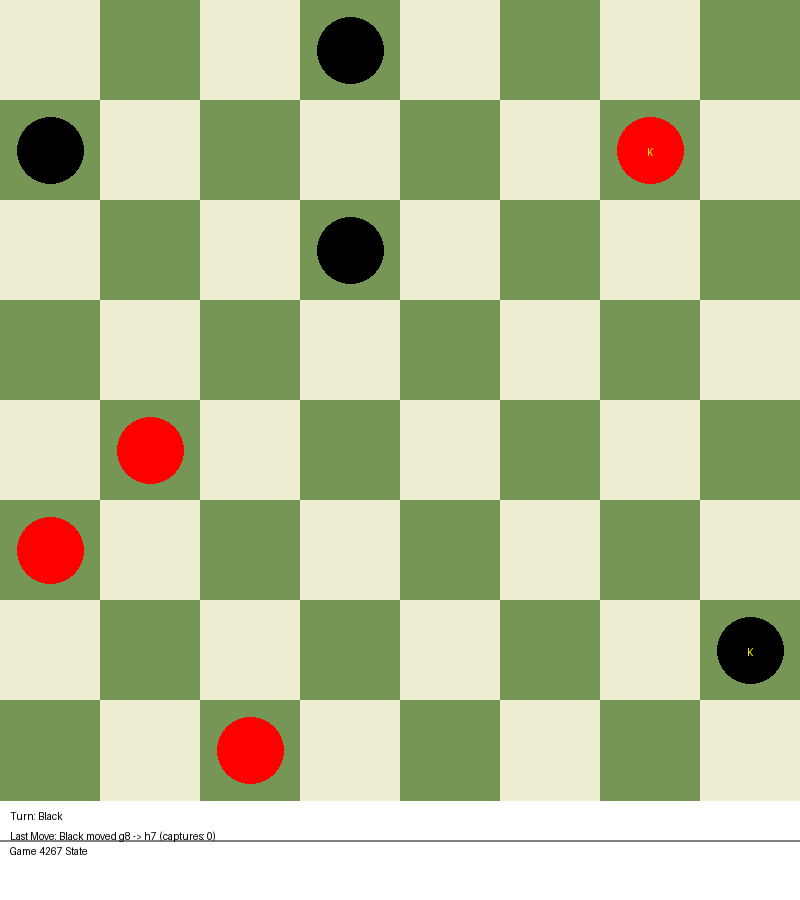 K
K
Turn: Black
Last Move: Black moved g8 -> h7 (captures: 0)
Game 4267 State